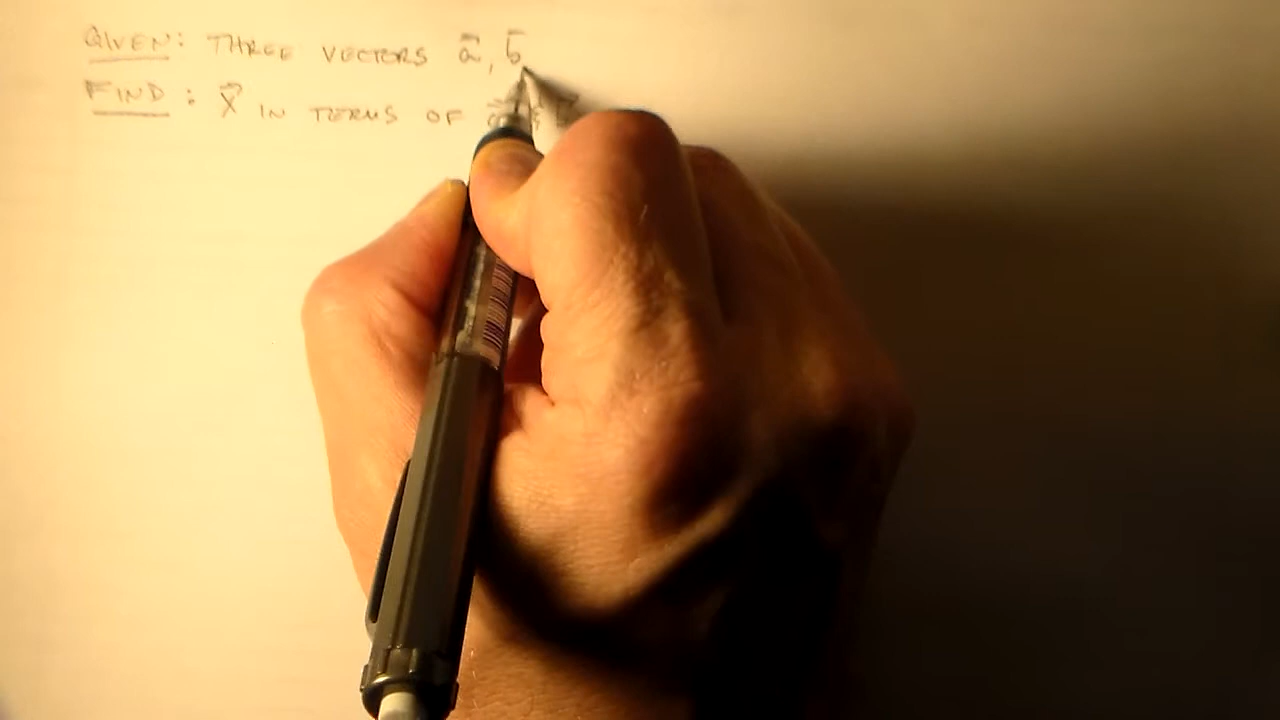 GIVEN: THREE VECTORS a⃗, b⃗
FIND: X⃗ IN TERMS OF